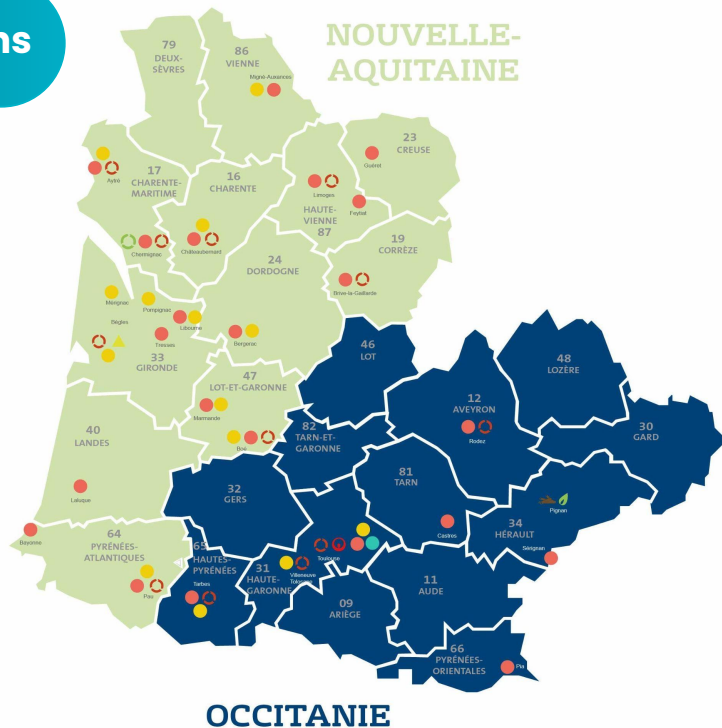 ns
NOUVELLE-
AQUITAINE
79
DEUX-
SÈVRES
86
VIENNE
Migné-Auxances
23
CREUSE
Guéret
17
CHARENTE-
MARITIME
Aytré
16
CHARENTE
Limoges
HAUTE-
VIENNE
87
Feytiat
Chermignac
Châteaubernard
19
CORRÈZE
Brive-la-Gaillarde
24
DORDOGNE
Mérignac
Pompignac
Bègles
Libourne
Tresses
Bergerac
33
GIRONDE
46
LOT
48
LOZÈRE
47
LOT-ET-GARONNE
Marmande
Boé
12
AVEYRON
Rodez
30
GARD
40
LANDES
Laluque
82
TARN-ET-
GARONNE
81
TARN
Castres
32
GERS
Pignan
34
HÉRAULT
Sérignan
Bayonne
64
PYRÉNÉES-
ATLANTIQUES
Pau
65
HAUTES-
PYRÉNÉES
Tarbes
31
HAUTE-
GARONNE
Villeneuve
Toulouse
09
ARIÈGE
11
AUDE
66
PYRÉNÉES-
ORIENTALES
Pia
OCCITANIE